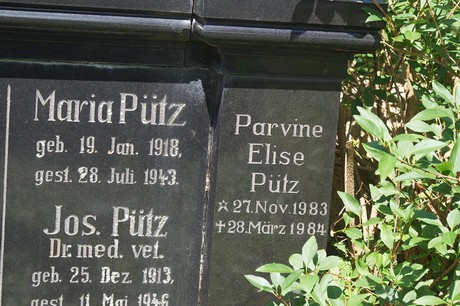 Maria Pütz
geb. 19. Jan. 1918,
gest. 28. Juli 1943.
Jos. Pütz
Dr. med. vet.
geb. 25. Dez. 1913,
gest. 11. Mai 1946
Parvine
Elise
Pütz
☆ 27. Nov. 1983
✝ 28. März 1984